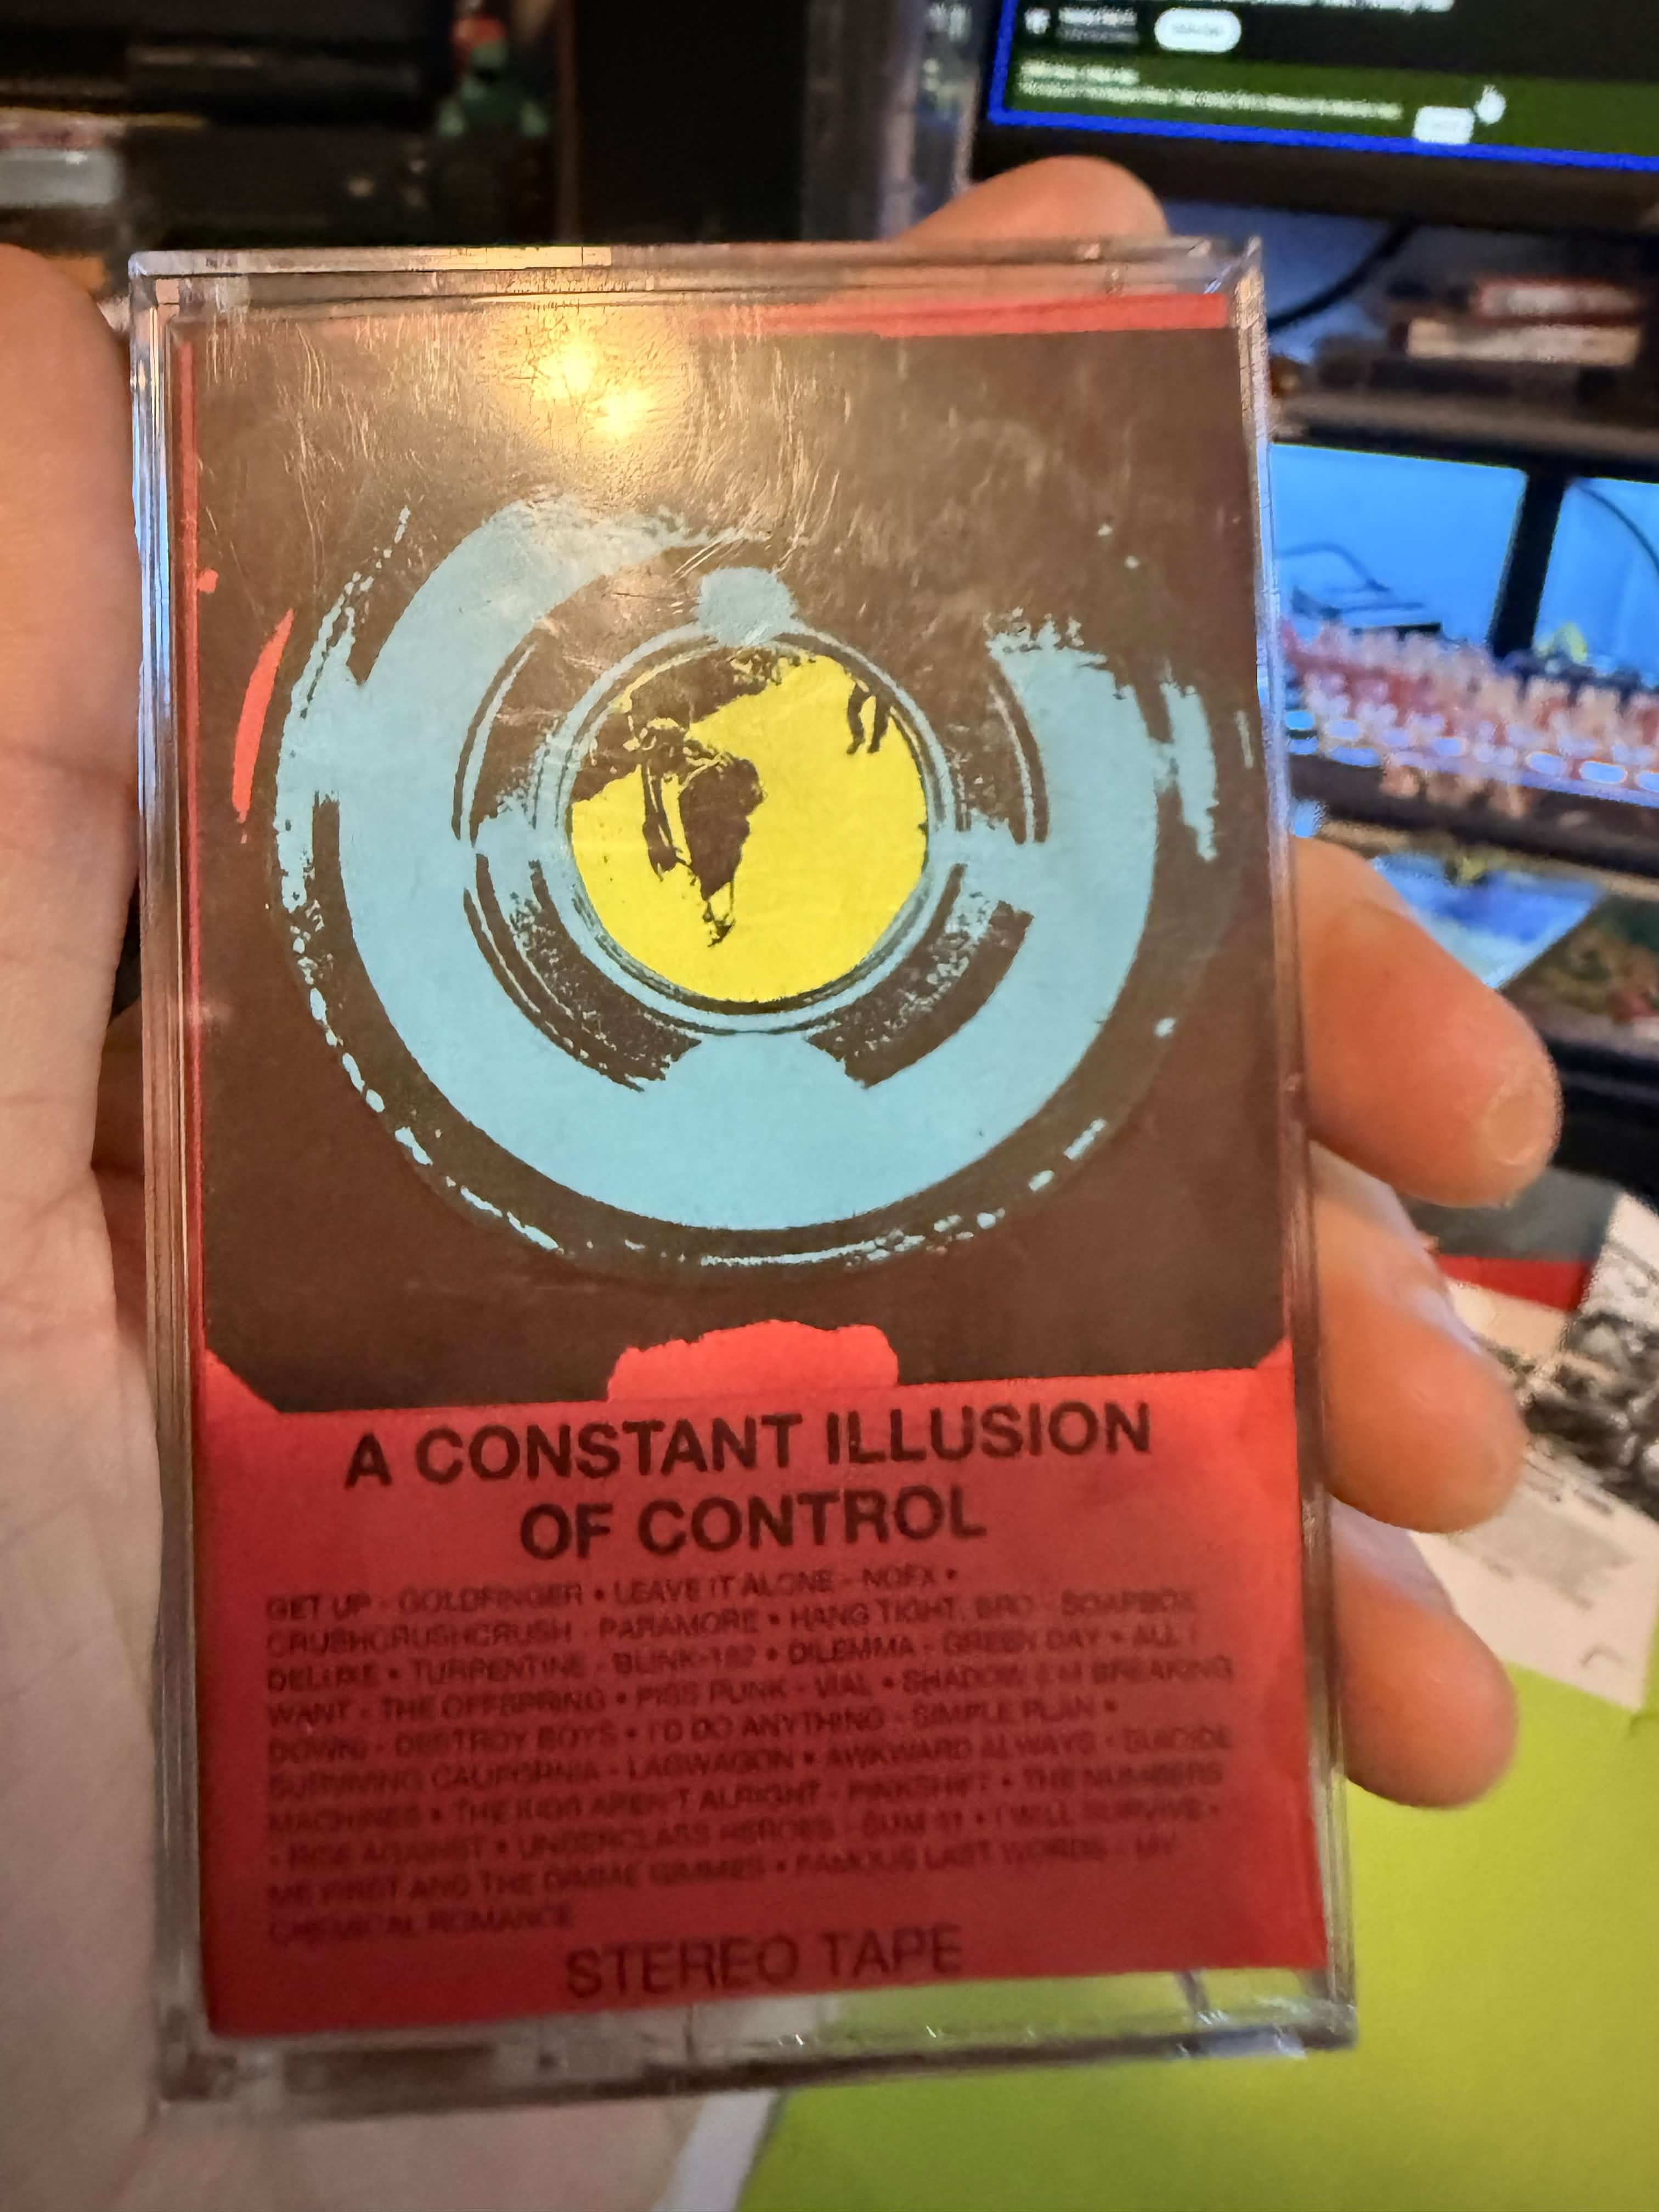 A CONSTANT ILLUSION
OF CONTROL
GET UP - GOLDFINGER • LEAVE IT ALONE - NOFX •
CRUSHCRUSHCRUSH - PARAMORE • HANG TIGHT, BRO - SOAPBOX
DELUXE • TURPENTINE - BLINK-182 • DILEMMA - GREEN DAY • ALL I
WANT - THE OFFSPRING • PISS PUNK - VIAL • SHADOW (I'M BREAKING
DOWN) - DESTROY BOYS • I'D DO ANYTHING - SIMPLE PLAN •
SURVIVING CALIFORNIA - LAGWAGON • AWKWARD ALWAYS - SUICIDE
MACHINES • THE KIDS AREN'T ALRIGHT - PINKSHIFT • THE NUMBERS
- RISE AGAINST • UNDERCLASS HEROES - SUM 41 • I WILL SURVIVE -
ME FIRST AND THE GIMME GIMMES • FAMOUS LAST WORDS - MY
CHEMICAL ROMANCE
STEREO TAPE